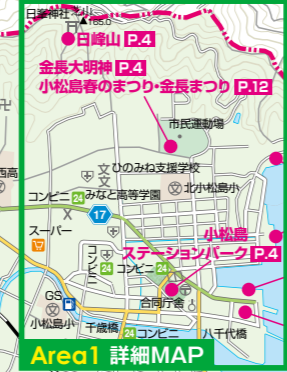 日峯神社
165.0
日峰山 P.4
金長大明神 P.4
小松島春のまつり・金長まつり P.12
市民運動場
ひのみね支援学校
西高
みなと高等学園
北小松島小
コンビニ 24
17
スーパー
小松島
ステーションパーク P.4
コンビニ
24 コンビニ 24
GS
合同庁舎
小松島小
千歳橋
24 コンビニ
八千代橋
Area1 詳細MAP